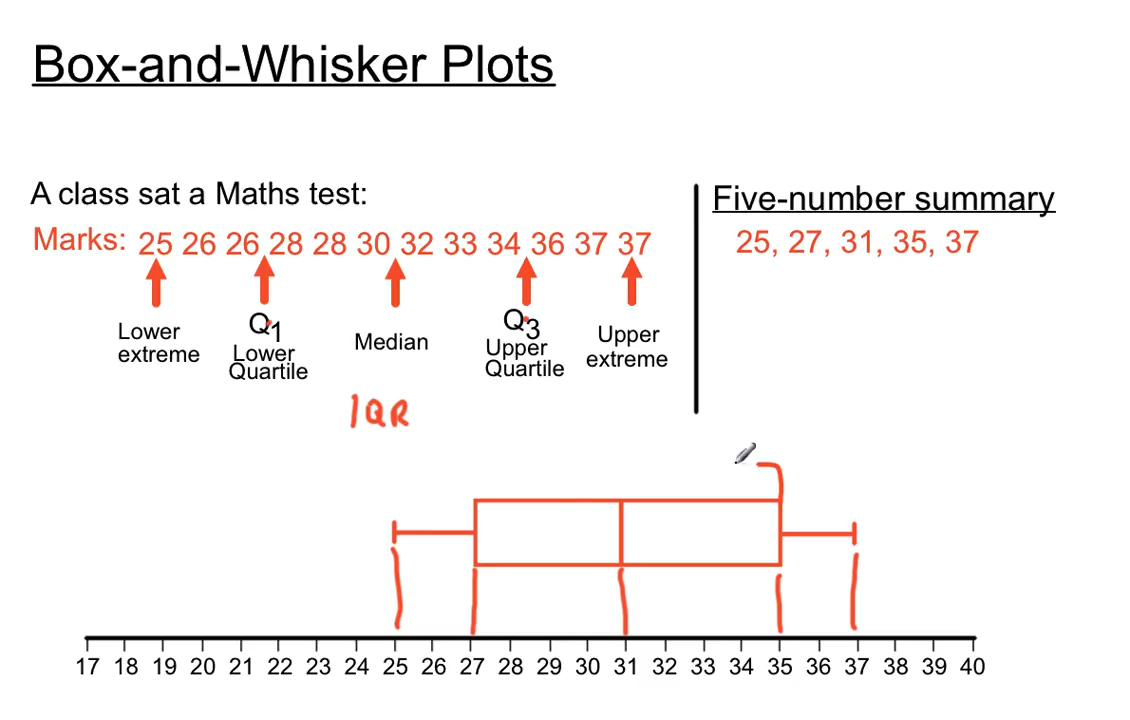 Box-and-Whisker Plots
A class sat a Maths test:
Marks: 25 26 26 28 28 30 32 33 34 36 37 37
Lower extreme
Q1
Lower Quartile
Median
Q3
Upper Quartile
Upper extreme
Five-number summary
25, 27, 31, 35, 37
IQR
17 18 19 20 21 22 23 24 25 26 27 28 29 30 31 32 33 34 35 36 37 38 39 40